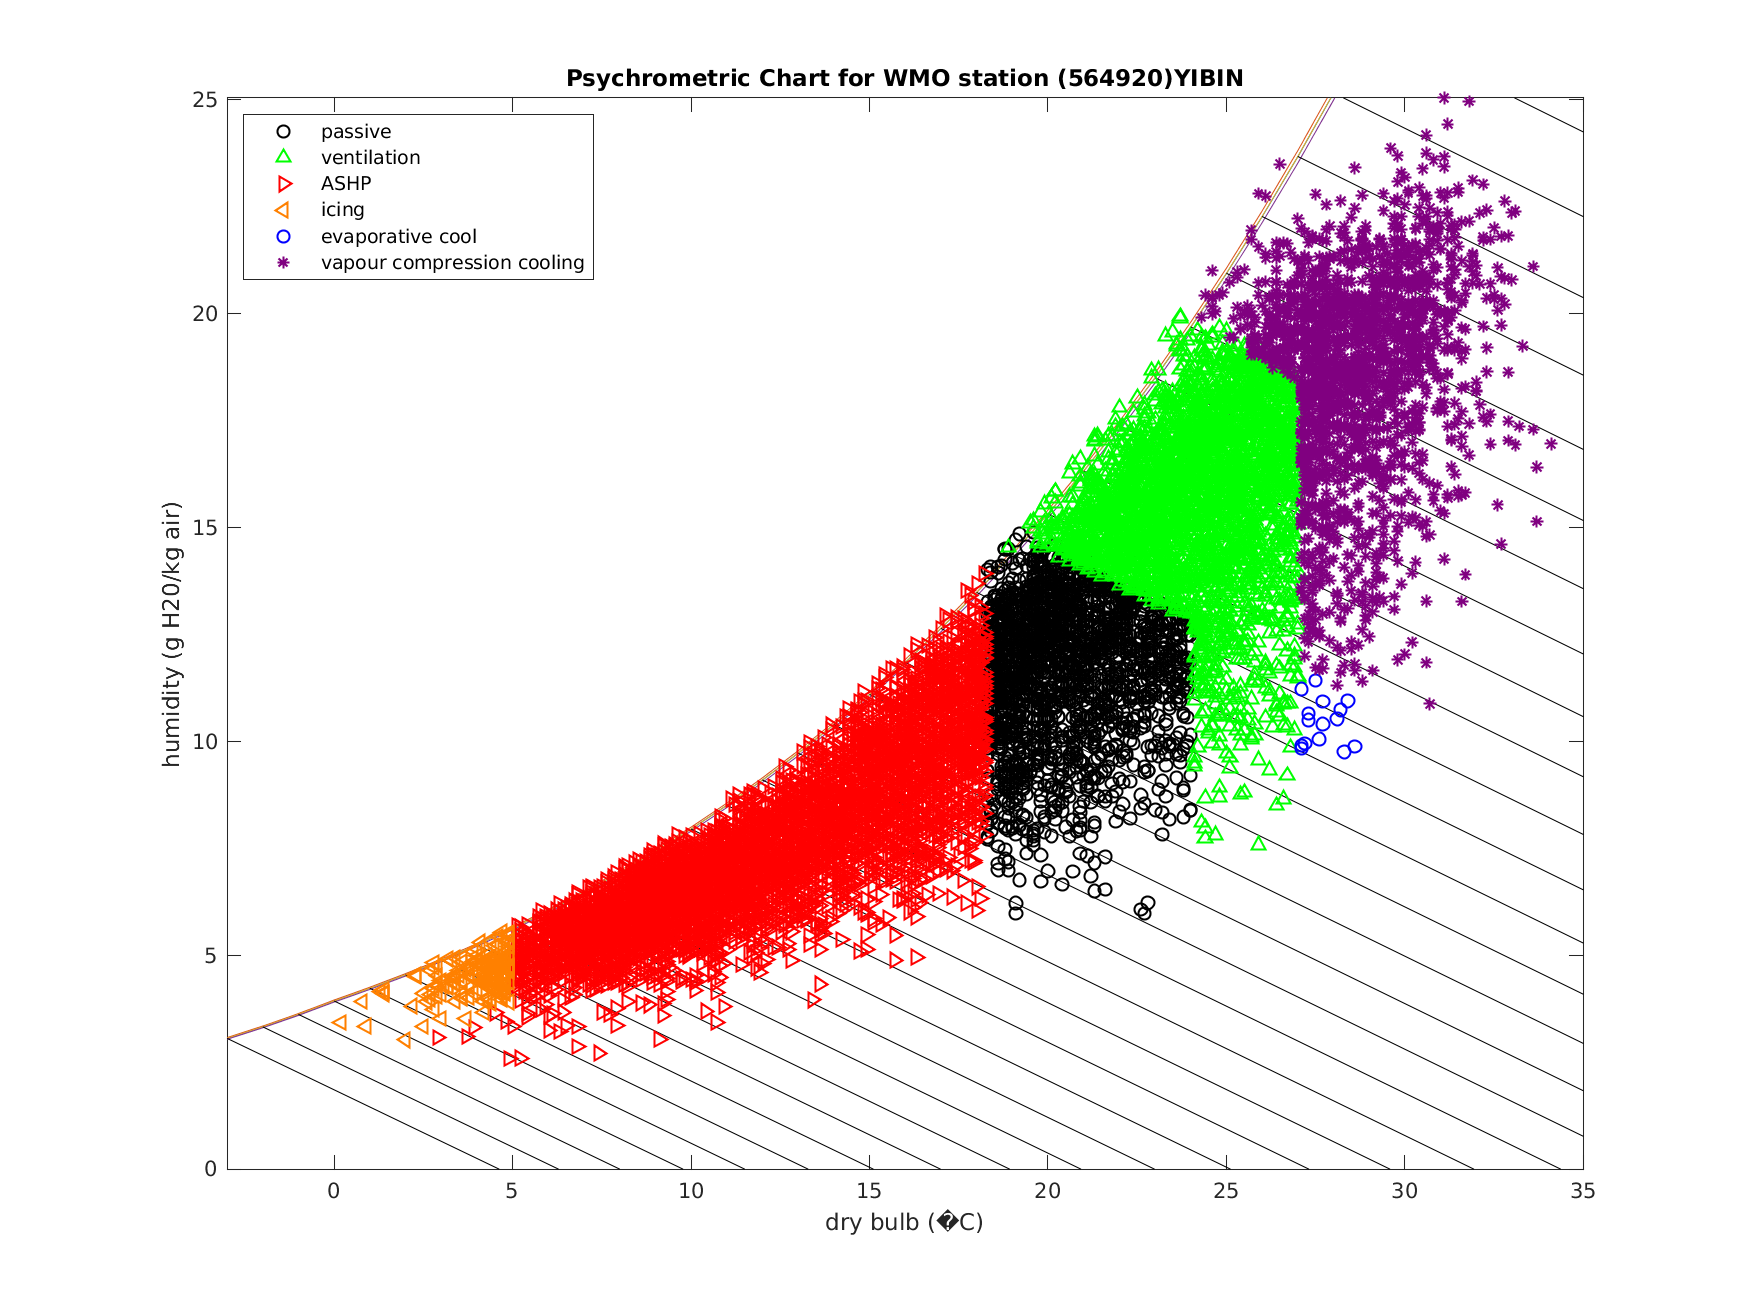 Psychrometric Chart for WMO station (564920)YIBIN
passive
ventilation
ASHP
icing
evaporative cool
vapour compression cooling
humidity (g H20/kg air)
25
20
15
10
5
0
0 5 10 15 20 25 30 35
dry bulb (�C)